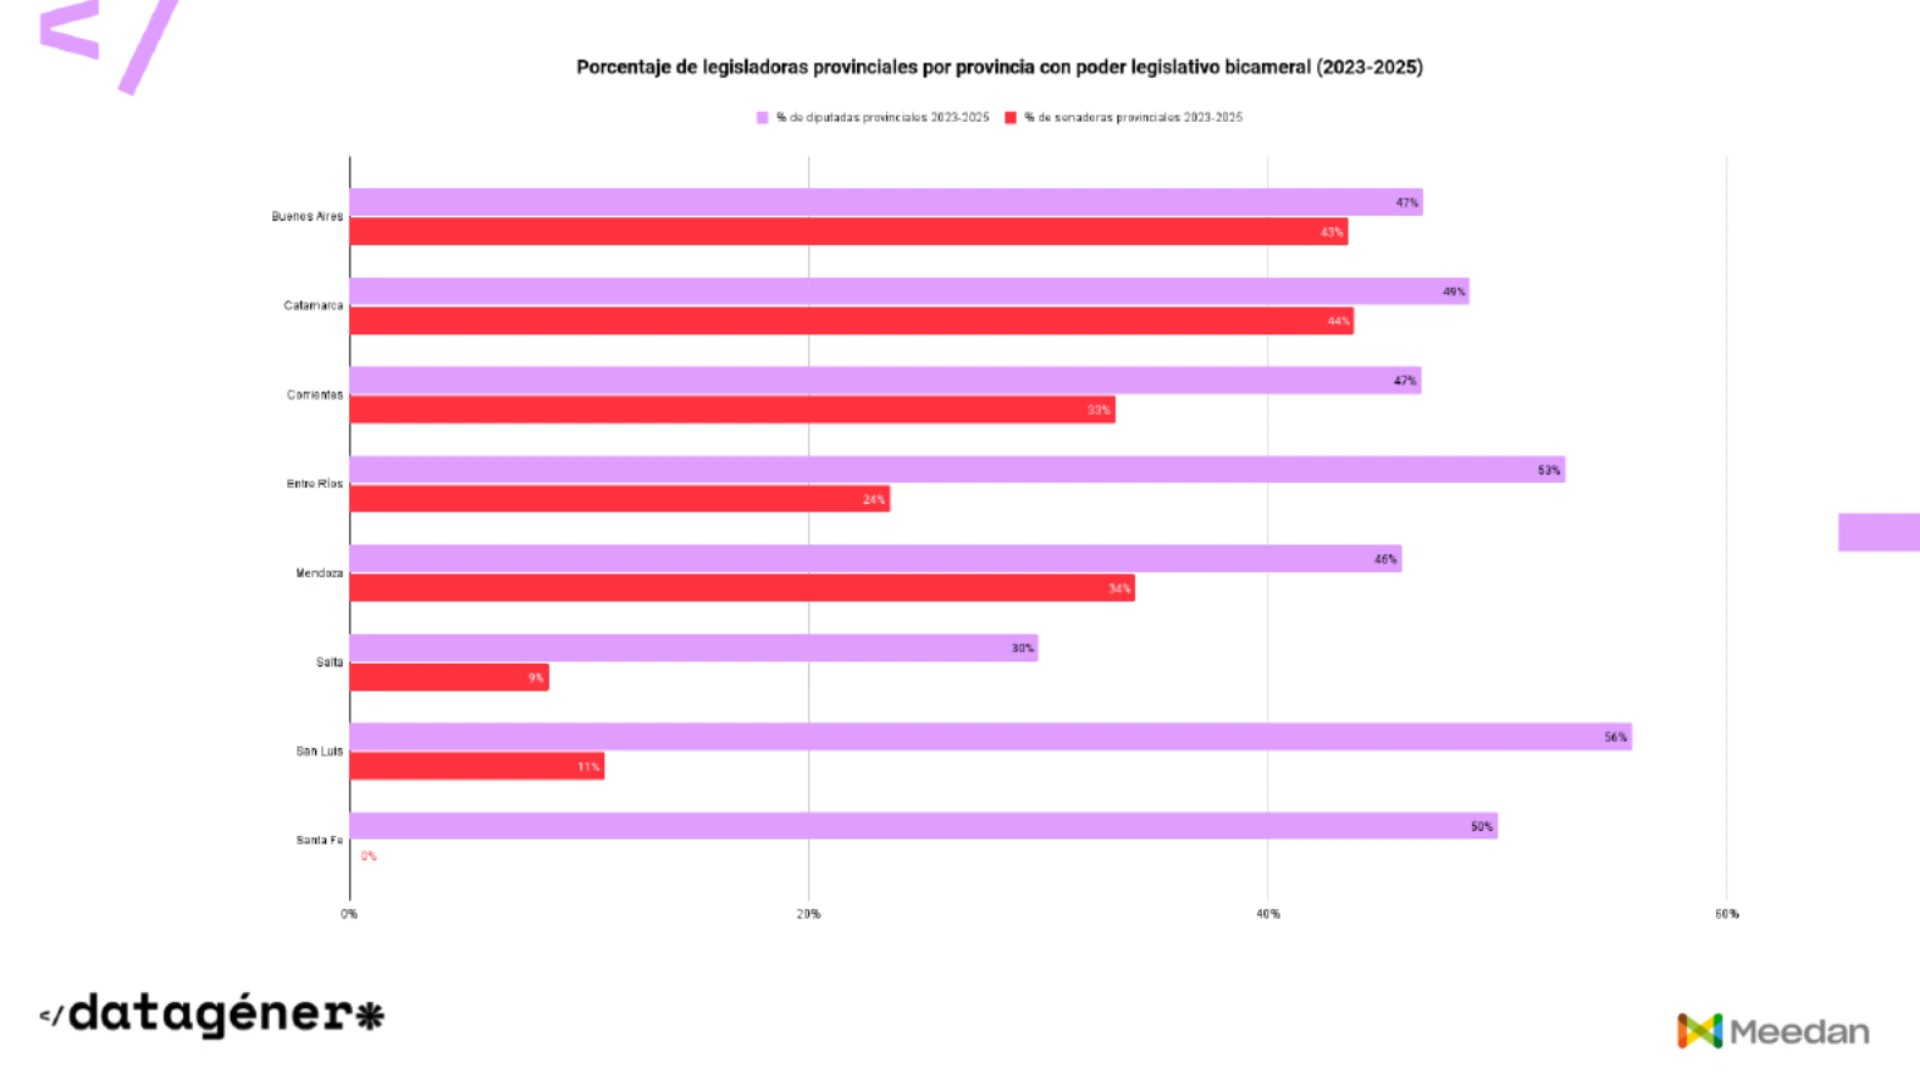 </
Porcentaje de legisladoras provinciales por provincia con poder legislativo bicameral (2023-2025)
% de diputadas provinciales 2023-2025 % de senadoras provinciales 2023-2025
Buenos Aires 47%
43%
Catamarca 49%
44%
Corrientes 47%
33%
Entre Ríos 53%
24%
Mendoza 46%
34%
Salta 30%
9%
San Luis 56%
11%
Santa Fe 50%
0%
0% 20% 40% 60%
</datagéner*
Meedan